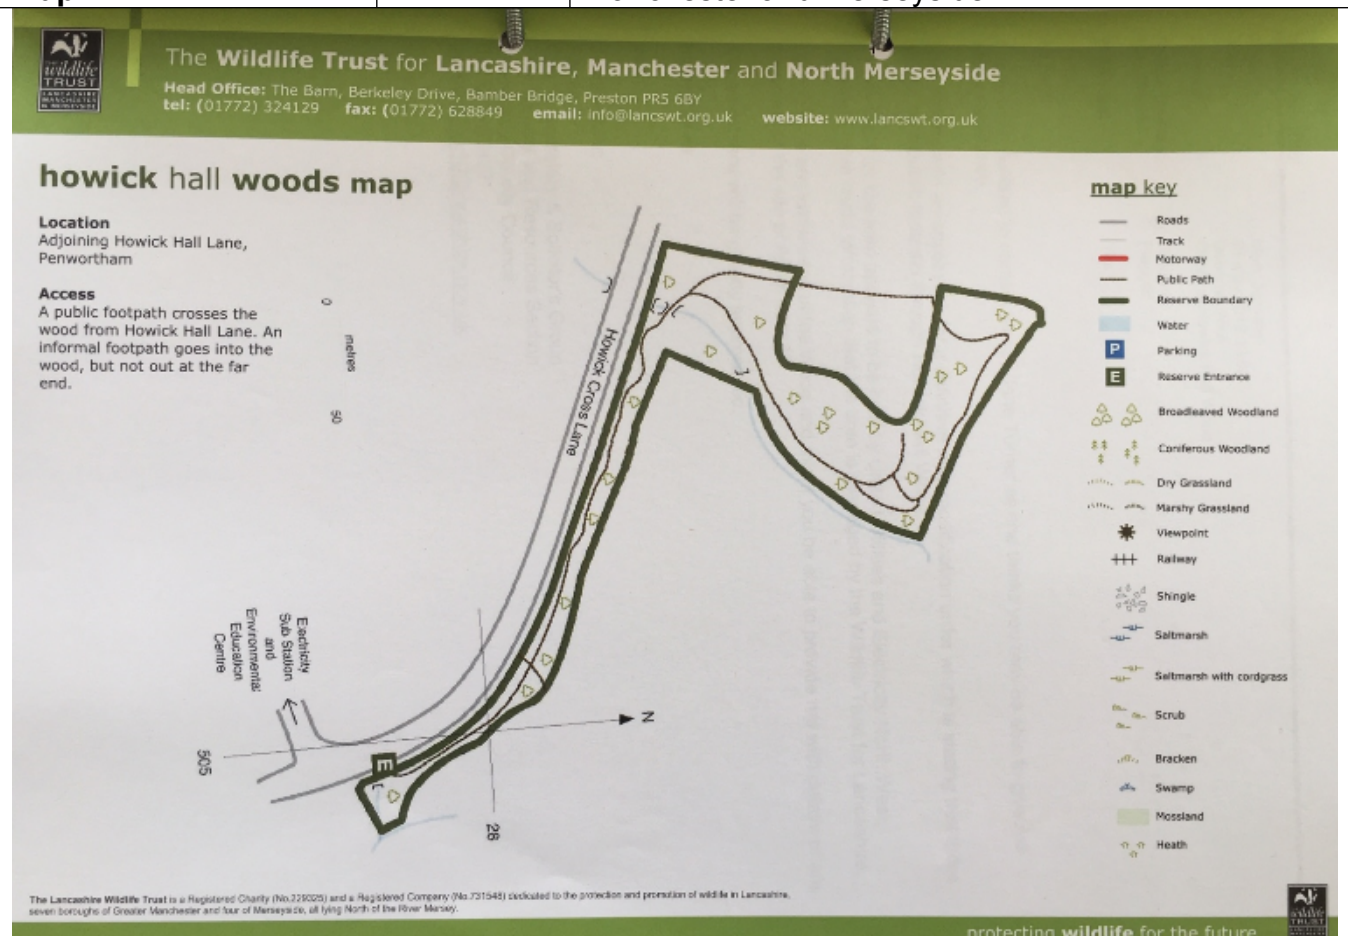 The Wildlife Trust for Lancashire, Manchester and North Merseyside
Head Office: The Barn, Berkeley Drive, Bamber Bridge, Preston PR5 6BY
tel: (01772) 324129 fax: (01772) 628849 email: info@lancswt.org.uk website: www.lancswt.org.uk
wildlife
TRUST
LANCASHIRE
MANCHESTER
& MERSEYSIDE
howick hall woods map
Location
Adjoining Howick Hall Lane,
Penwortham
Access
A public footpath crosses the
wood from Howick Hall Lane. An
informal footpath goes into the
wood, but not out at the far
end.
0
metres
50
Howick Cross Lane
Electricity
Sub Station
and
Environmental
Education
Centre
N
505
E
28
map key
Roads
Track
Motorway
Public Path
Reserve Boundary
Water
P Parking
E Reserve Entrance
Broadleaved Woodland
Coniferous Woodland
Dry Grassland
Marshy Grassland
Viewpoint
Railway
Shingle
Saltmarsh
Saltmarsh with cordgrass
Scrub
Bracken
Swamp
Mossland
Heath
The Lancashire Wildlife Trust is a Registered Charity (No.229325) and a Registered Company (No.731548) dedicated to the protection and promotion of wildlife in Lancashire,
seven boroughs of Greater Manchester and four of Merseyside, all lying North of the River Mersey.
wildlife
TRUST
protecting wildlife for the future